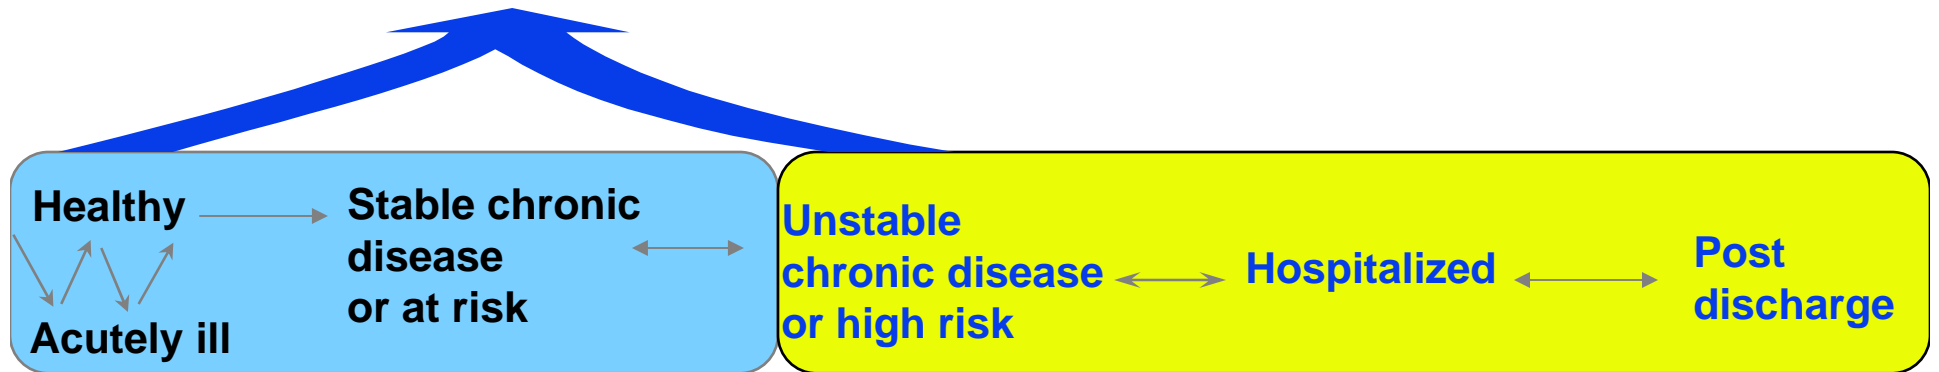 Healthy
Acutely ill
Stable chronic
disease
or at risk
Unstable
chronic disease
or high risk
Hospitalized
Post
discharge